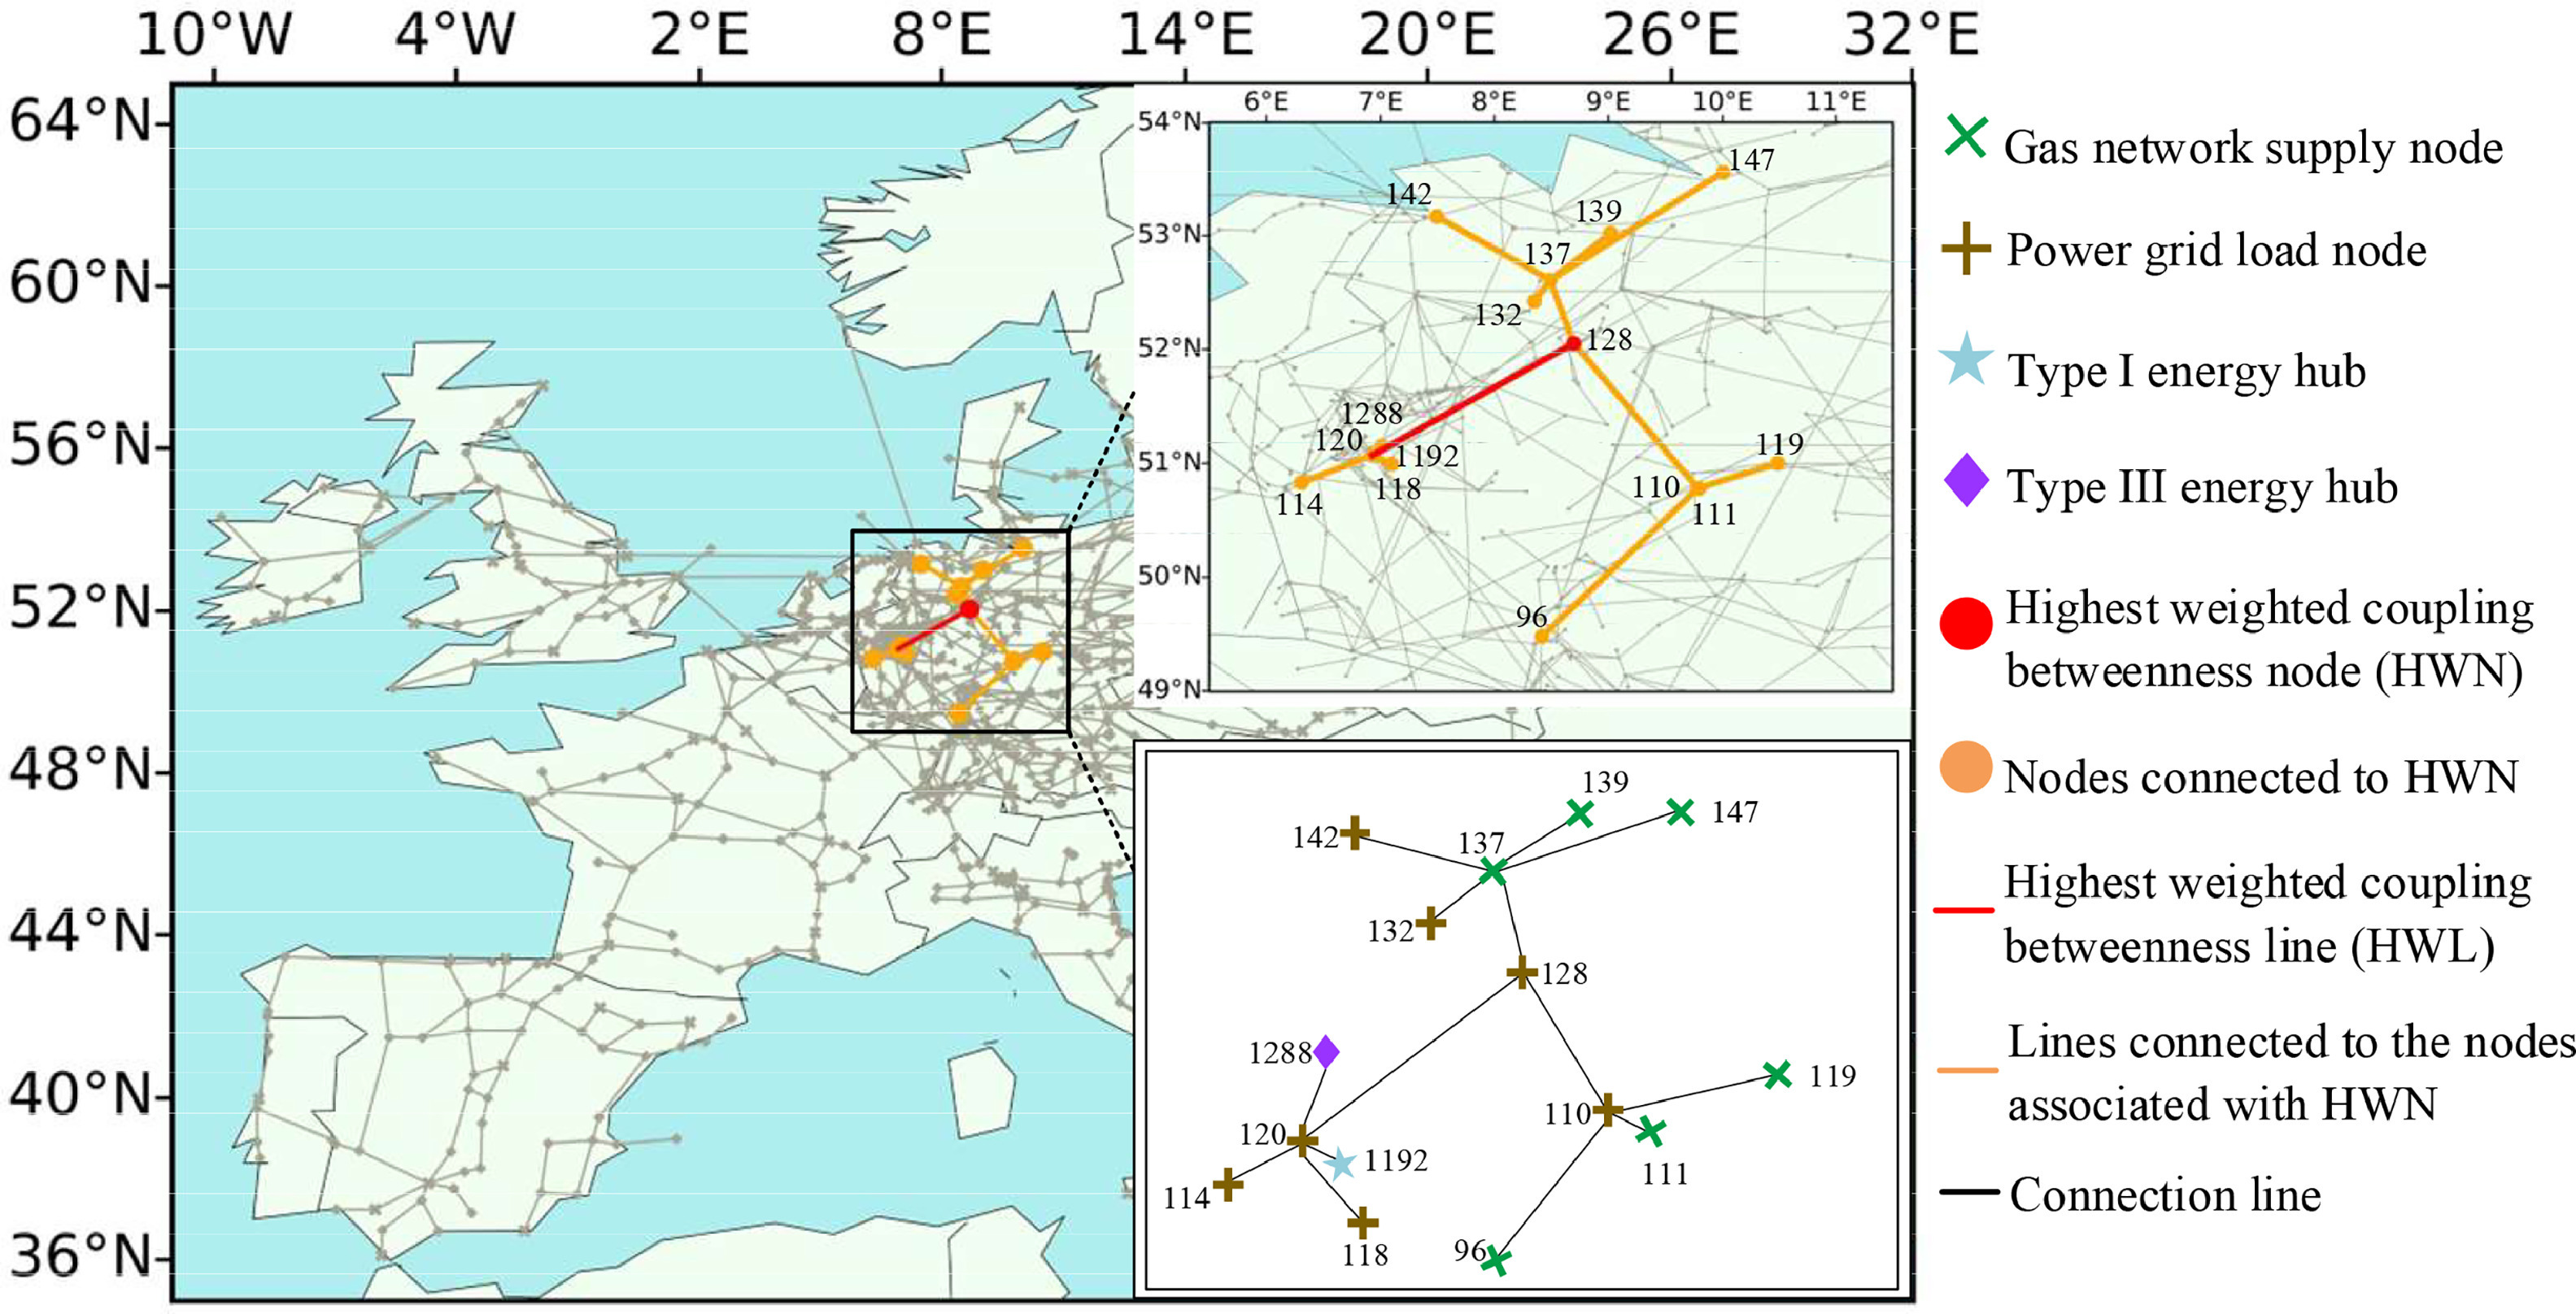 10°W 4°W 2°E 8°E 14°E 20°E 26°E 32°E
64°N
60°N
56°N
52°N
48°N
44°N
40°N
36°N
6°E 7°E 8°E 9°E 10°E 11°E
54°N
53°N
52°N
51°N
50°N
49°N
147
142
139
137
132
128
1288
120
1192
118
114
119
110
111
96
139
147
142
137
132
128
1288
119
110
120
111
1192
114
118
96
Gas network supply node
Power grid load node
Type I energy hub
Type III energy hub
Highest weighted coupling
betweenness node (HWN)
Nodes connected to HWN
Highest weighted coupling
betweenness line (HWL)
Lines connected to the nodes
associated with HWN
Connection line